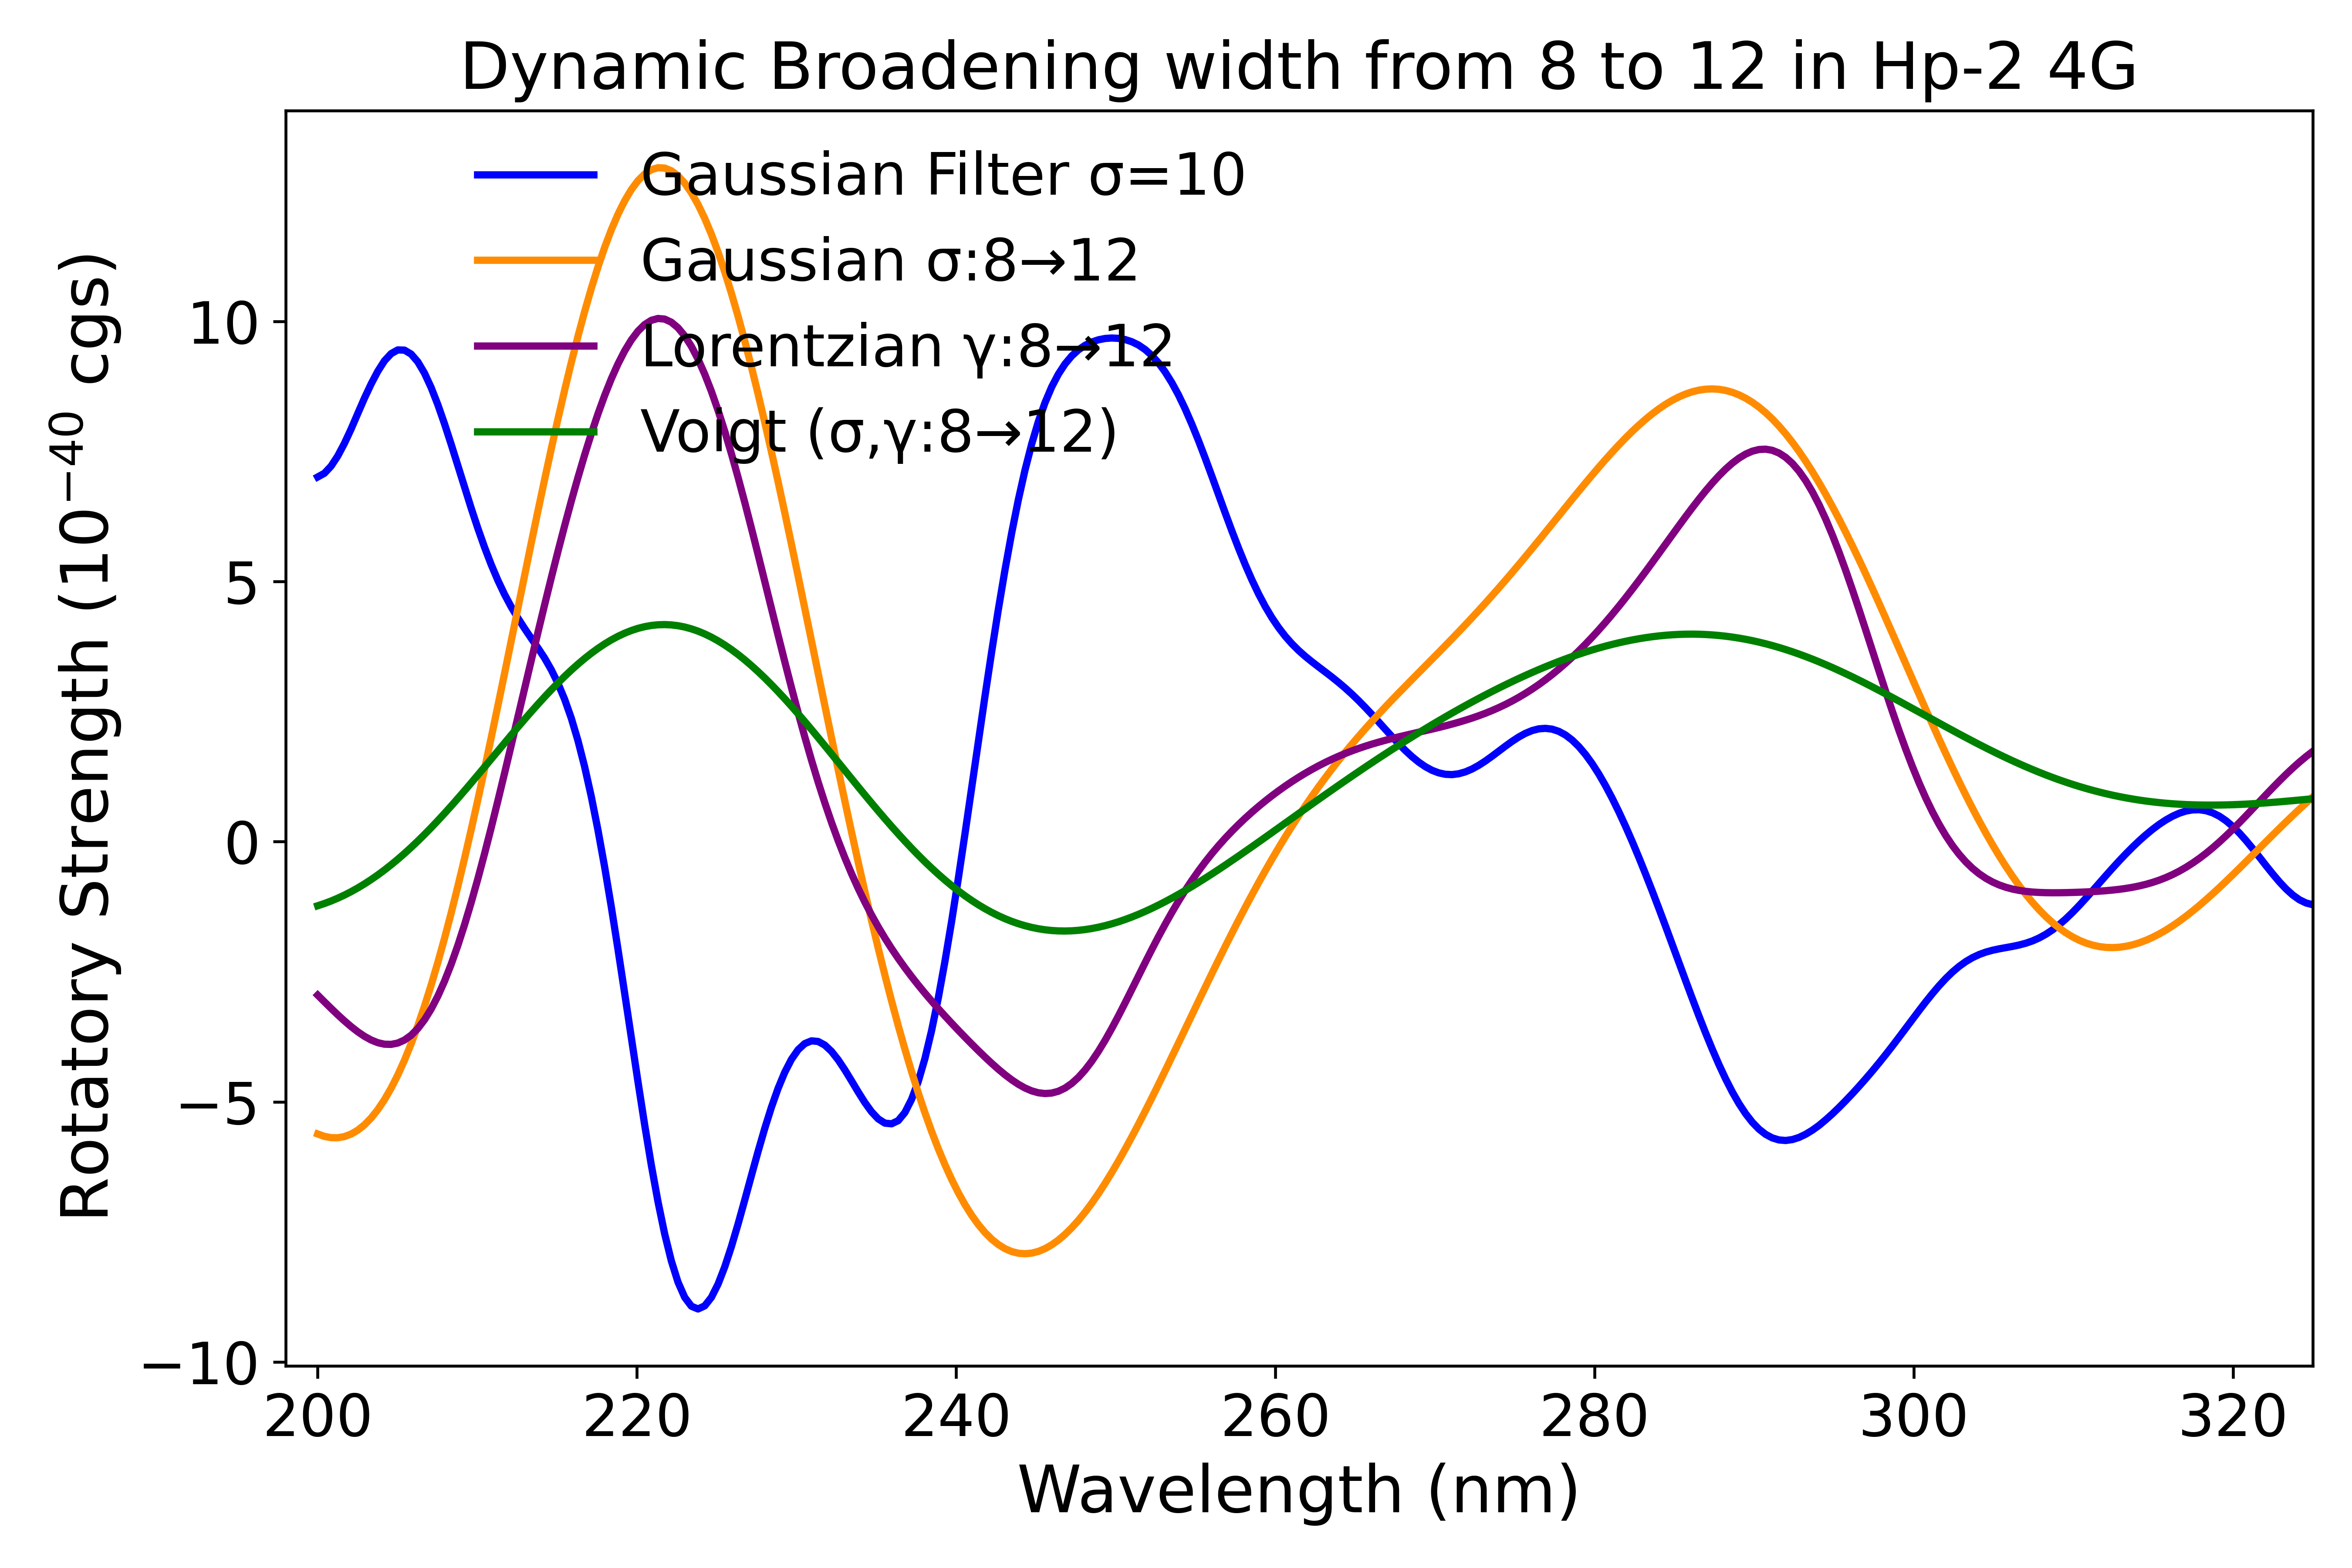 Dynamic Broadening width from 8 to 12 in Hp-2 4G
Gaussian Filter σ=10
Gaussian σ:8→12
Lorentzian γ:8→12
Voigt (σ,γ:8→12)
Rotatory Strength (10⁻⁴⁰ cgs)
10
5
0
−5
−10
200 220 240 260 280 300 320
Wavelength (nm)